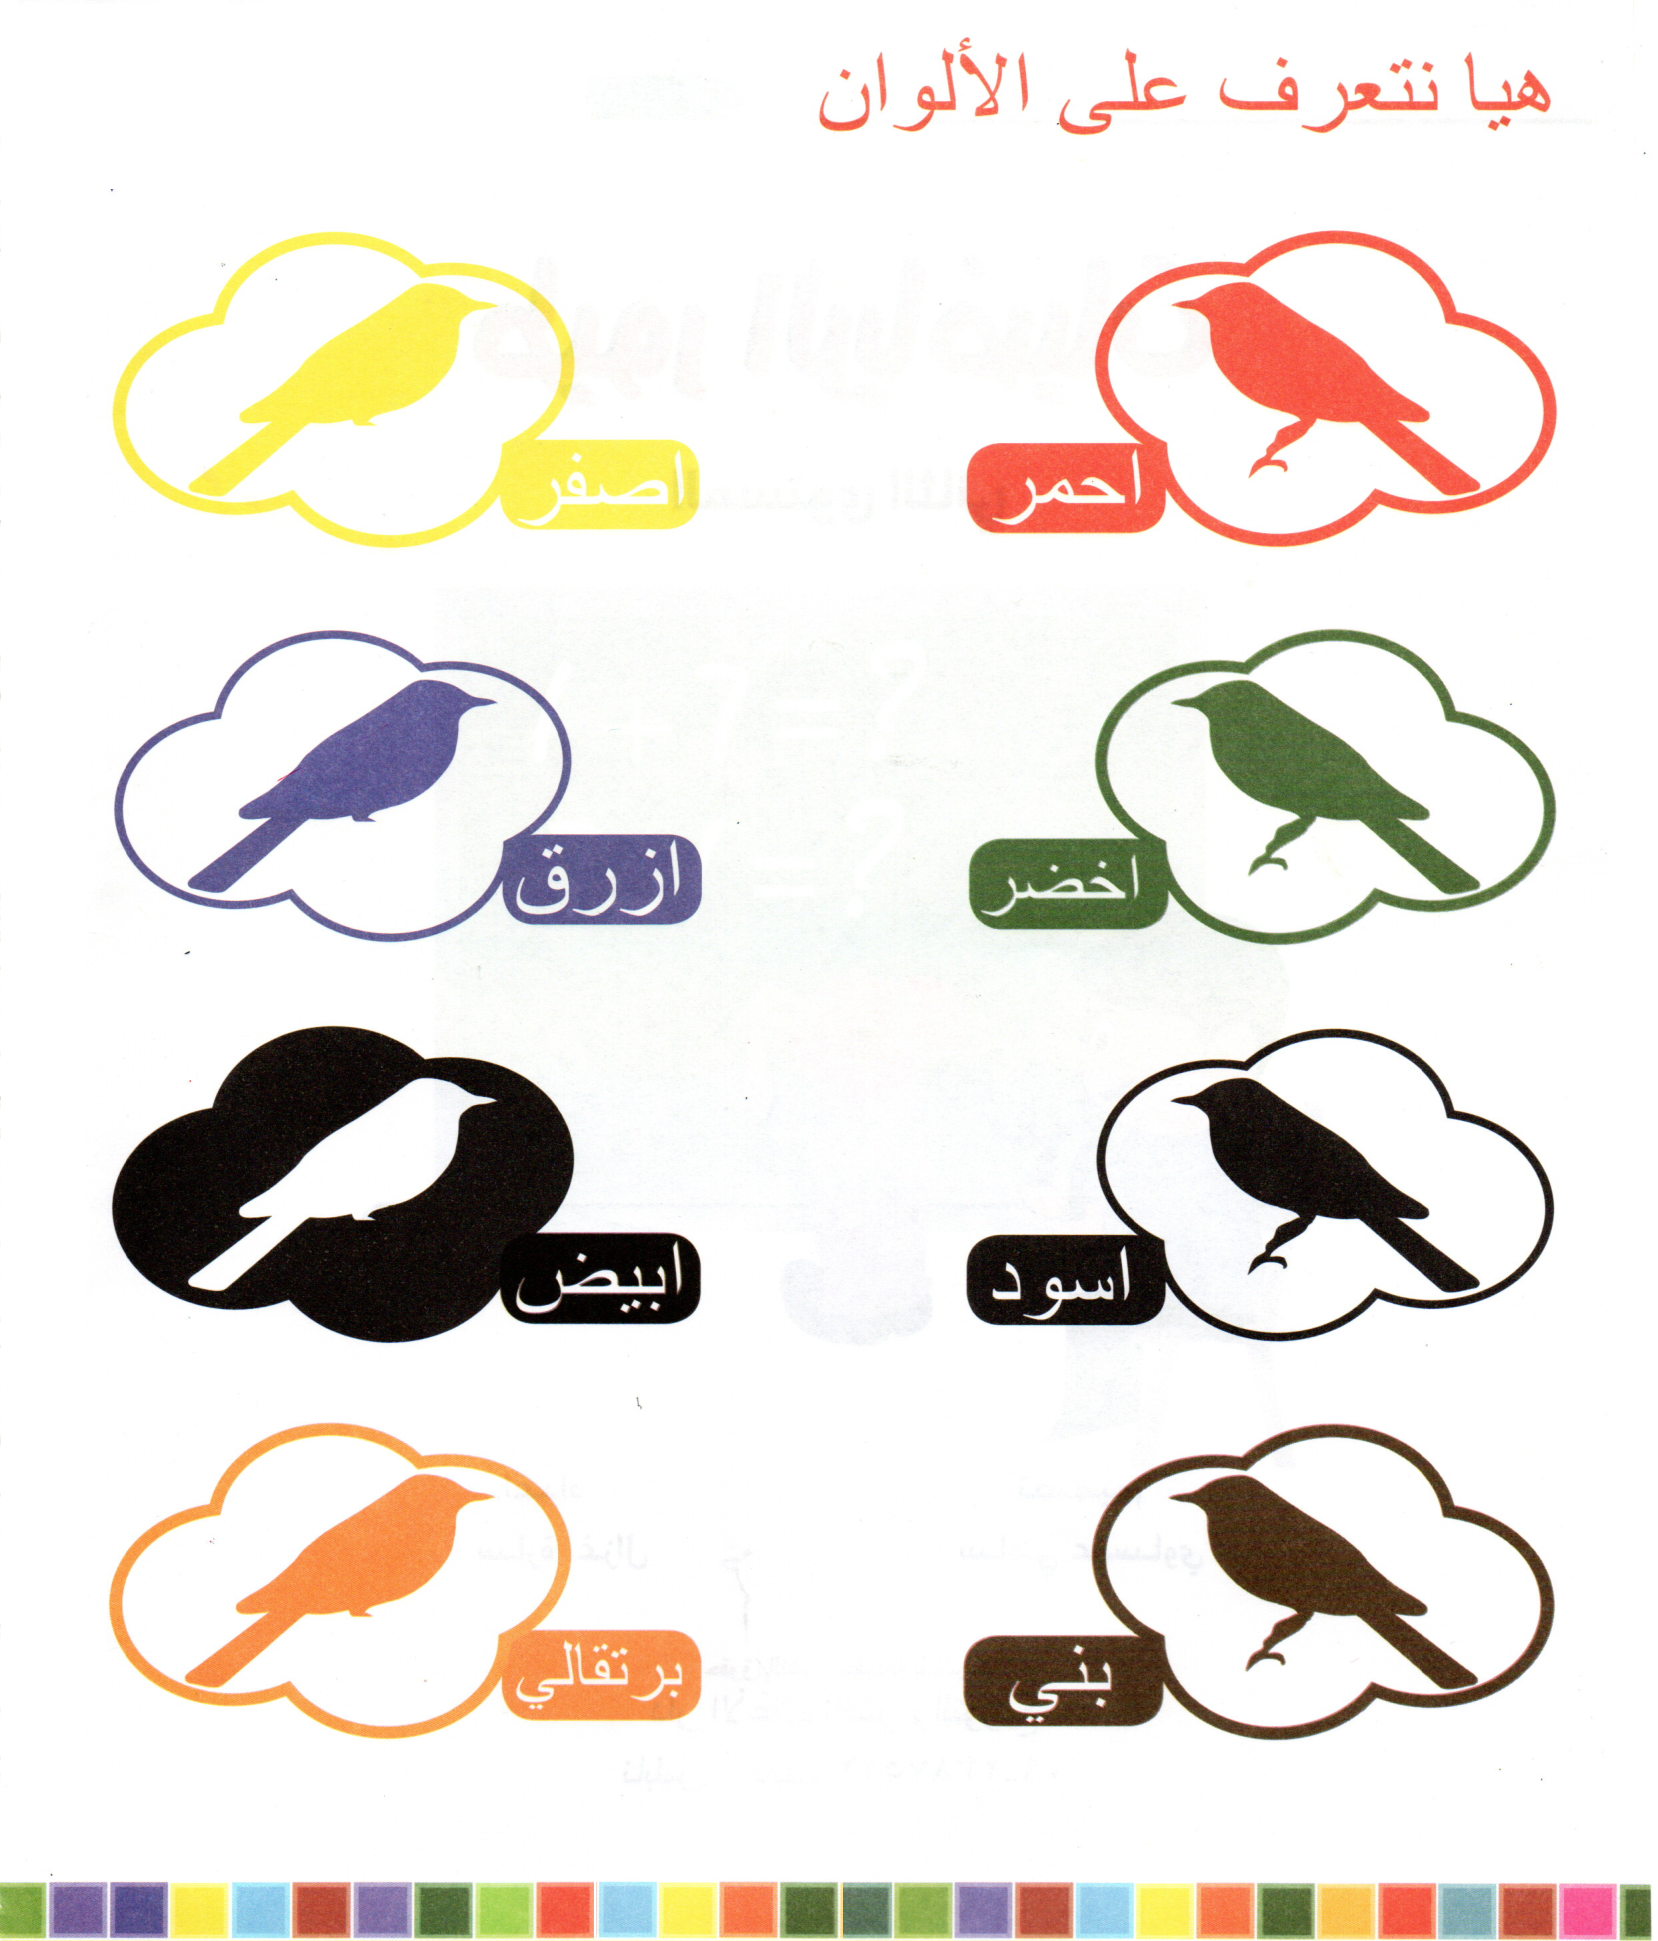 هيا نتعرف على الألوان
احمر
اصفر
اخضر
ازرق
اسود
ابيض
بني
برتقالي